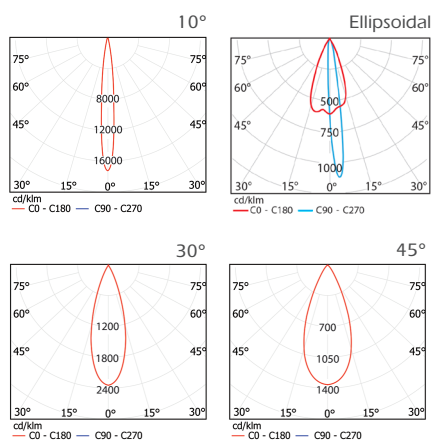 10° Ellipsoidal
75° 75° 75° 75°
60° 8000 60° 60° 500 60°
45° 12000 45° 45° 750 45°
16000 1000
30° 15° 0° 15° 30° 30° 15° 0° 15° 30°
cd/klm cd/klm
C0 - C180 C90 - C270 C0 - C180 C90 - C270
30° 45°
75° 75° 75° 75°
60° 1200 60° 60° 700 60°
45° 1800 45° 45° 1050 45°
2400 1400
30° 15° 0° 15° 30° 30° 15° 0° 15° 30°
cd/klm cd/klm
C0 - C180 C90 - C270 C0 - C180 C90 - C270